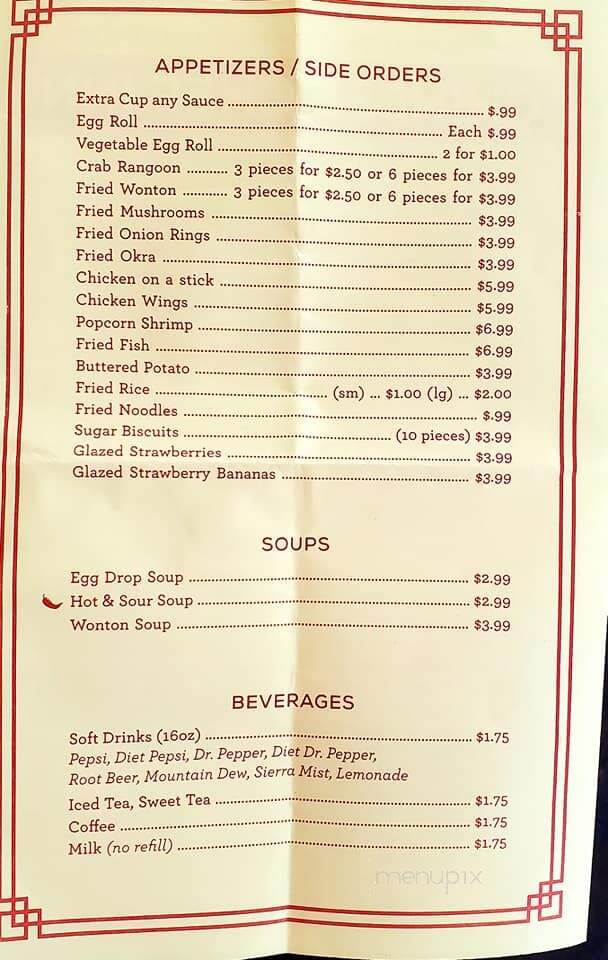 APPETIZERS / SIDE ORDERS
Extra Cup any Sauce ........ $.99
Egg Roll ........ Each $.99
Vegetable Egg Roll ........ 2 for $1.00
Crab Rangoon ........ 3 pieces for $2.50 or 6 pieces for $3.99
Fried Wonton ........ 3 pieces for $2.50 or 6 pieces for $3.99
Fried Mushrooms ........ $3.99
Fried Onion Rings ........ $3.99
Fried Okra ........ $3.99
Chicken on a stick ........ $5.99
Chicken Wings ........ $5.99
Popcorn Shrimp ........ $6.99
Fried Fish ........ $6.99
Buttered Potato ........ $3.99
Fried Rice ........ (sm) ... $1.00 (lg) ... $2.00
Fried Noodles ........ $.99
Sugar Biscuits ........ (10 pieces) $3.99
Glazed Strawberries ........ $3.99
Glazed Strawberry Bananas ........ $3.99
SOUPS
Egg Drop Soup ........ $2.99
Hot & Sour Soup ........ $2.99
Wonton Soup ........ $3.99
BEVERAGES
Soft Drinks (16oz) ........ $1.75
Pepsi, Diet Pepsi, Dr. Pepper, Diet Dr. Pepper,
Root Beer, Mountain Dew, Sierra Mist, Lemonade
Iced Tea, Sweet Tea ........ $1.75
Coffee ........ $1.75
Milk (no refill) ........ $1.75
menupix